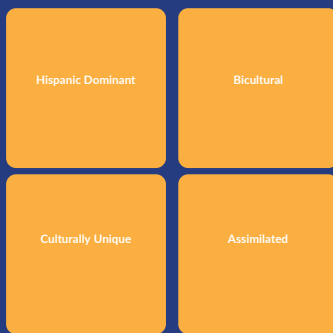 Hispanic Dominant
Bicultural
Culturally Unique
Assimilated